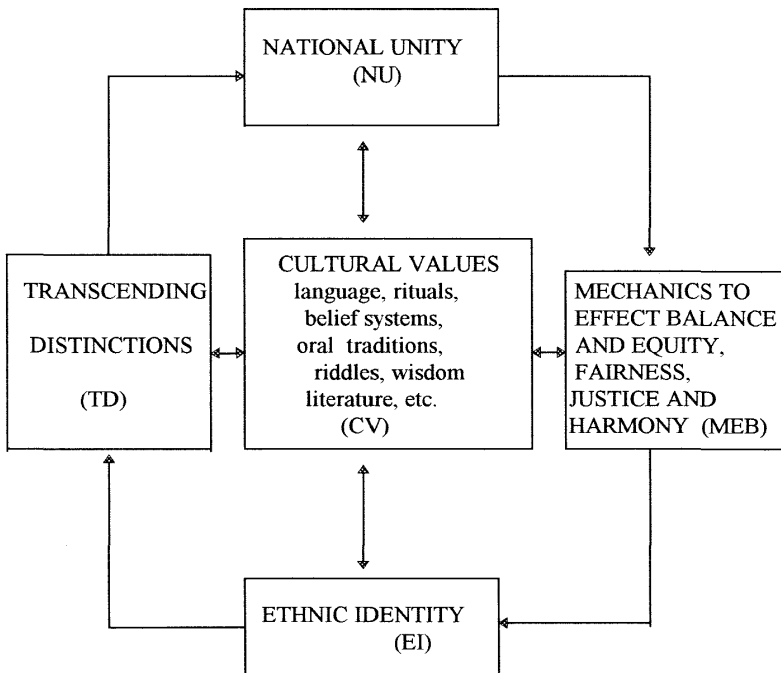 NATIONAL UNITY
(NU)
TRANSCENDING
DISTINCTIONS
(TD)
CULTURAL VALUES
language, rituals,
belief systems,
oral traditions,
riddles, wisdom
literature, etc.
(CV)
MECHANICS TO
EFFECT BALANCE
AND EQUITY,
FAIRNESS,
JUSTICE AND
HARMONY (MEB)
ETHNIC IDENTITY
(EI)